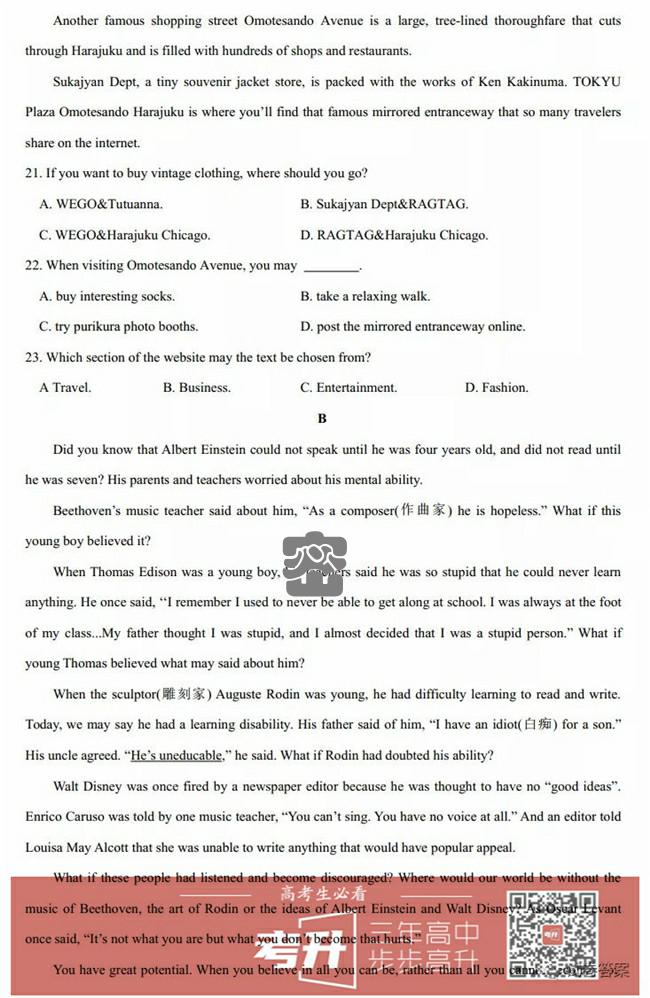 Another famous shopping street Omotesando Avenue is a large, tree-lined thoroughfare that cuts
through Harajuku and is filled with hundreds of shops and restaurants.
Sukajyan Dept, a tiny souvenir jacket store, is packed with the works of Ken Kakinuma. TOKYU
Plaza Omotesando Harajuku is where you’ll find that famous mirrored entranceway that so many travelers
share on the internet.
21. If you want to buy vintage clothing, where should you go?
A. WEGO&Tutuanna. B. Sukajyan Dept&RAGTAG.
C. WEGO&Harajuku Chicago. D. RAGTAG&Harajuku Chicago.
22. When visiting Omotesando Avenue, you may ________.
A. buy interesting socks. B. take a relaxing walk.
C. try purikura photo booths. D. post the mirrored entranceway online.
23. Which section of the website may the text be chosen from?
A Travel. B. Business. C. Entertainment. D. Fashion.
B
Did you know that Albert Einstein could not speak until he was four years old, and did not read until
he was seven? His parents and teachers worried about his mental ability.
Beethoven’s music teacher said about him, “As a composer(作曲家) he is hopeless.” What if this
young boy believed it?
When Thomas Edison was a young boy, said he was so stupid that he could never learn
anything. He once said, ‘‘I remember I used to never be able to get along at school. I was always at the foot
of my class...My father thought I was stupid, and I almost decided that I was a stupid person.” What if
young Thomas believed what may said about him?
When the sculptor(雕刻家) Auguste Rodin was young, he had difficulty learning to read and write.
Today, we may say he had a learning disability. His father said of him, “I have an idiot(白痴) for a son.”
His uncle agreed. “He’s uneducable,” he said. What if Rodin had doubted his ability?
Walt Disney was once fired by a newspaper editor because he was thought to have no “good ideas”.
Enrico Caruso was told by one music teacher, “You can’t sing. You have no voice at all.” And an editor told
Louisa May Alcott that she was unable to write anything that would have popular appeal.
What if these people had listened and become discouraged? Where would our world be without the
高考生必看
music of Beethoven, the art of Rodin or the ideas of Albert Einstein and Walt Disney? As Oscar Levant
once said, “It’s not what you are but what you don’t become that hurts.”
考升
三年高中
步步高升
You have great potential. When you believe in all you can be, rather than all you